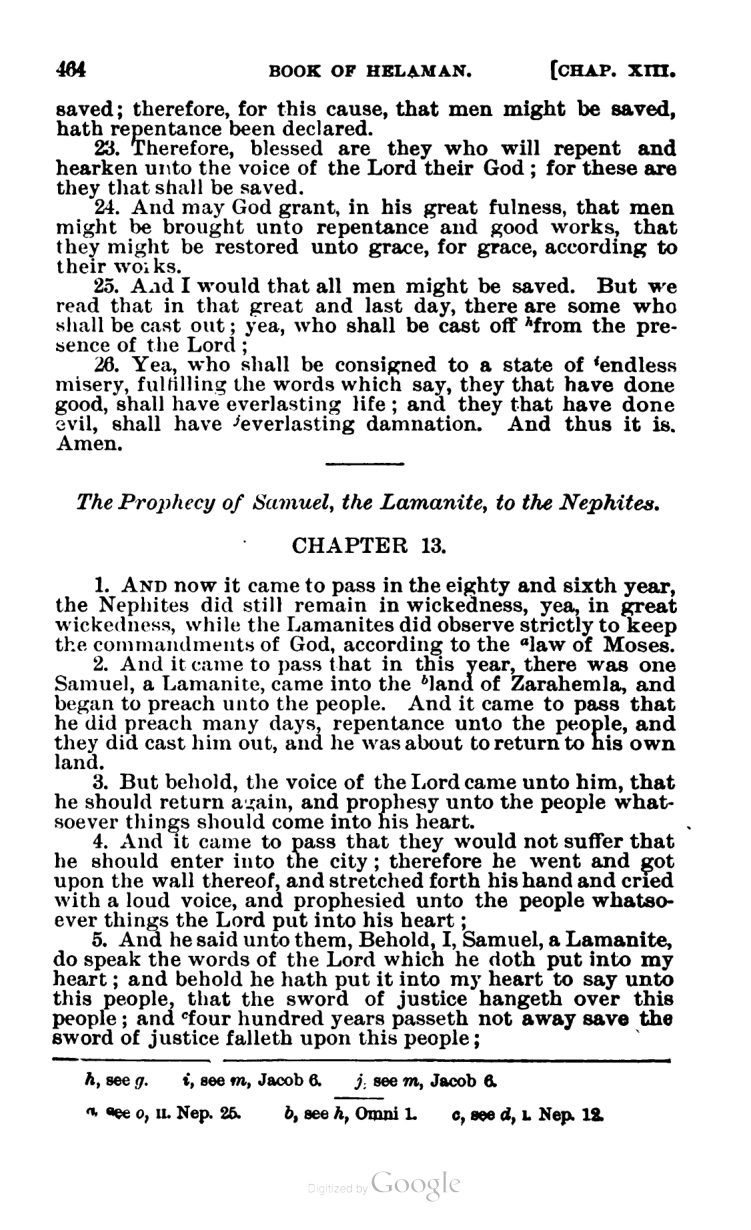 464 BOOK OF HELAMAN. [CHAP. XIII.
saved; therefore, for this cause, that men might be saved,
hath repentance been declared.
23. Therefore, blessed are they who will repent and
hearken unto the voice of the Lord their God; for these are
they that shall be saved.
24. And may God grant, in his great fulness, that men
might be brought unto repentance and good works, that
they might be restored unto grace, for grace, according to
their works.
25. And I would that all men might be saved. But we
read that in that great and last day, there are some who
shall be cast out; yea, who shall be cast off hfrom the pre-
sence of the Lord;
26. Yea, who shall be consigned to a state of iendless
misery, fulfilling the words which say, they that have done
good, shall have everlasting life; and they that have done
evil, shall have jeverlasting damnation. And thus it is.
Amen.
The Prophecy of Samuel, the Lamanite, to the Nephites.
CHAPTER 13.
1. AND now it came to pass in the eighty and sixth year,
the Nephites did still remain in wickedness, yea, in great
wickedness, while the Lamanites did observe strictly to keep
the commandments of God, according to the alaw of Moses.
2. And it came to pass that in this year, there was one
Samuel, a Lamanite, came into the bland of Zarahemla, and
began to preach unto the people. And it came to pass that
he did preach many days, repentance unto the people, and
they did cast him out, and he was about to return to his own
land.
3. But behold, the voice of the Lord came unto him, that
he should return again, and prophesy unto the people what-
soever things should come into his heart.
4. And it came to pass that they would not suffer that
he should enter into the city; therefore he went and got
upon the wall thereof, and stretched forth his hand and cried
with a loud voice, and prophesied unto the people whatso-
ever things the Lord put into his heart;
5. And he said unto them, Behold, I, Samuel, a Lamanite,
do speak the words of the Lord which he doth put into my
heart; and behold he hath put it into my heart to say unto
this people, that the sword of justice hangeth over this
people; and cfour hundred years passeth not away save the
sword of justice falleth upon this people;
h, see g. i, see m, Jacob 6. j, see m, Jacob 6.
a, see o, II. Nep. 25. b, see h, Omni 1. c, see d, I. Nep. 12.
Digitized by Google